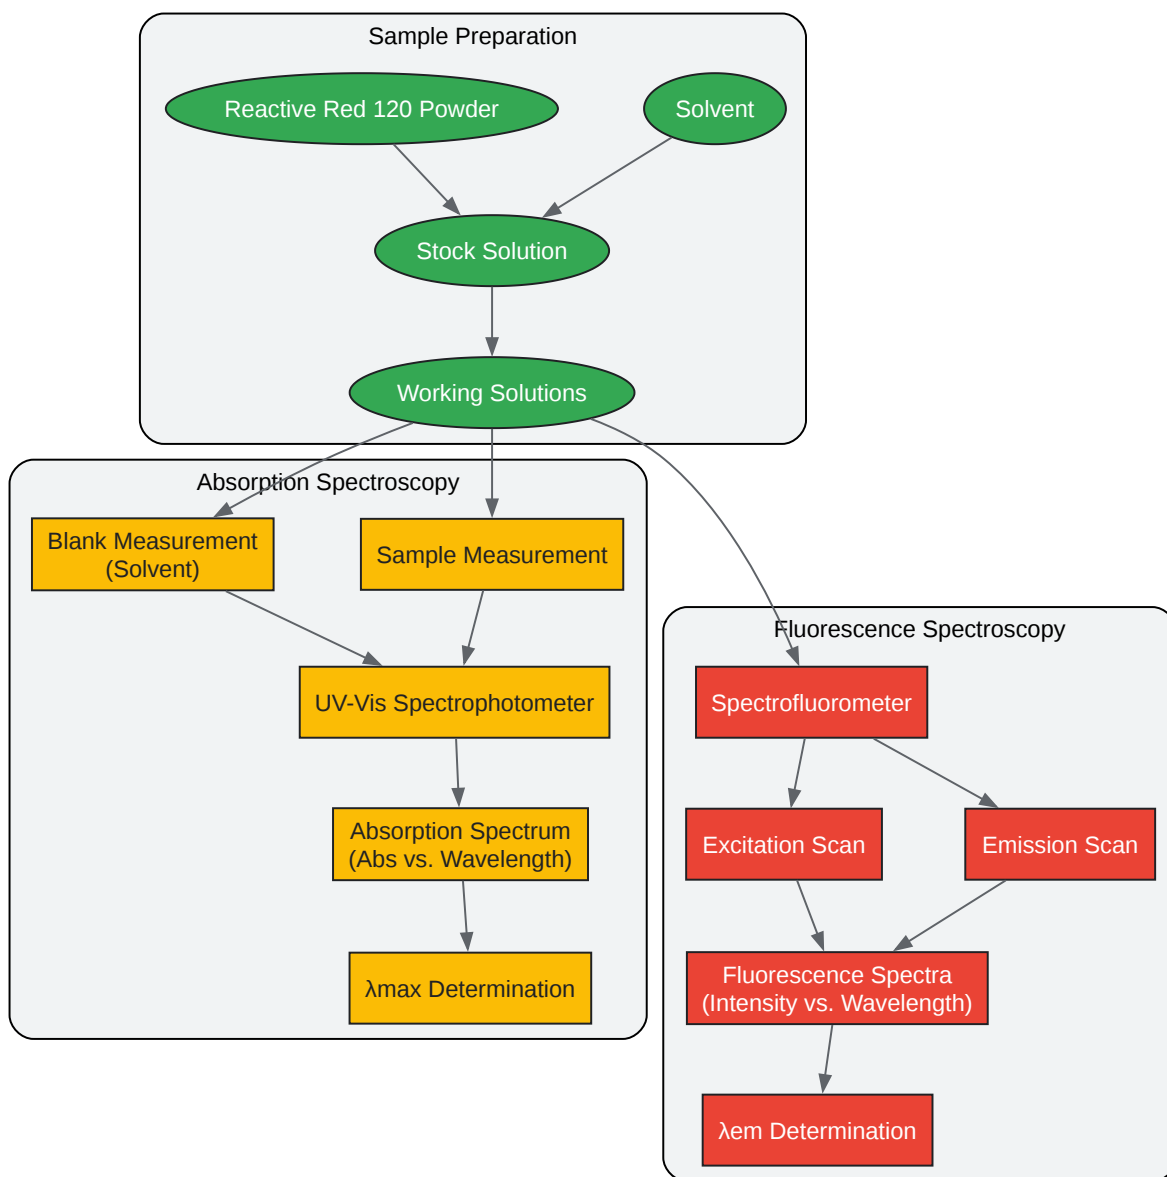 Sample Preparation
Reactive Red 120 Powder
Solvent
Stock Solution
Working Solutions
Absorption Spectroscopy
Blank Measurement
(Solvent)
Sample Measurement
UV-Vis Spectrophotometer
Absorption Spectrum
(Abs vs. Wavelength)
λmax Determination
Fluorescence Spectroscopy
Spectrofluorometer
Excitation Scan
Emission Scan
Fluorescence Spectra
(Intensity vs. Wavelength)
λem Determination